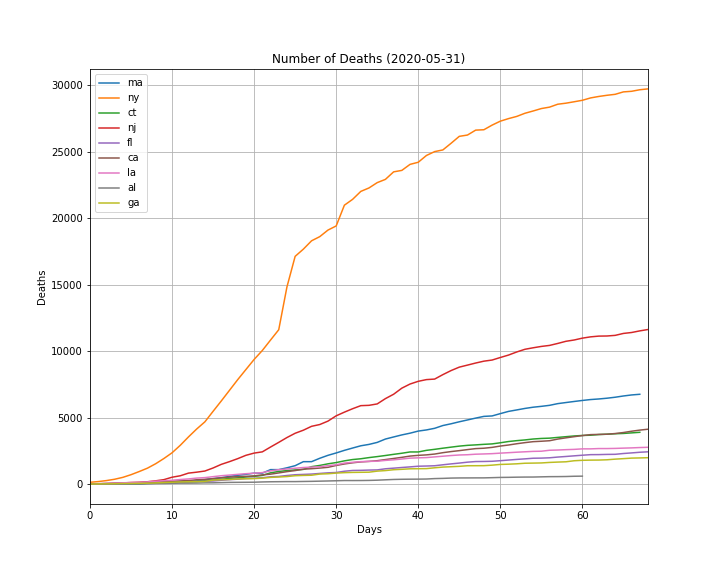 Number of Deaths (2020-05-31)
30000
25000
20000
15000
10000
5000
0
Deaths
ma
ny
ct
nj
fl
ca
la
al
ga
0 10 20 30 40 50 60
Days